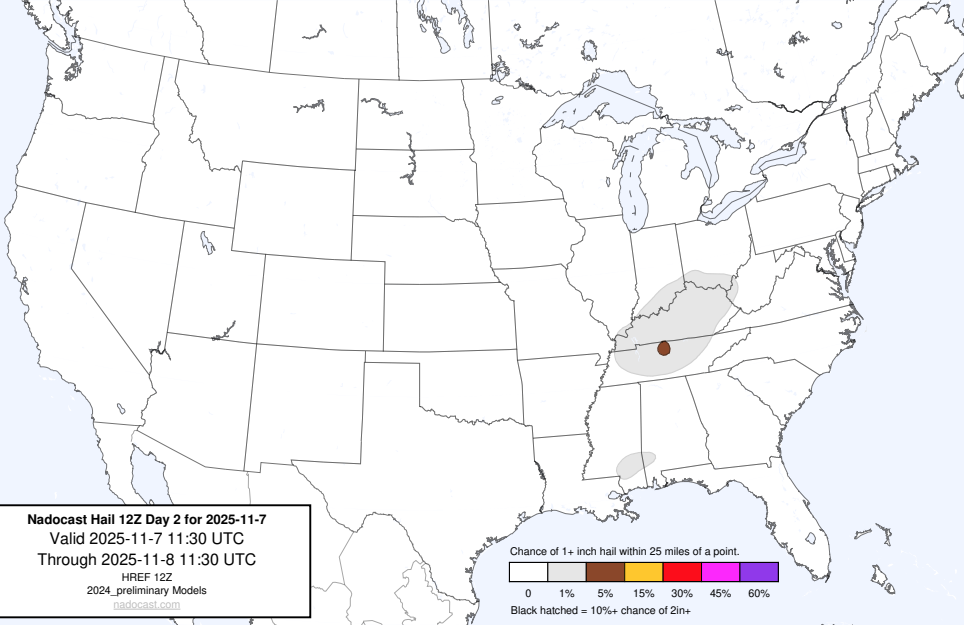 Nadocast Hail 12Z Day 2 for 2025-11-7
Valid 2025-11-7 11:30 UTC
Through 2025-11-8 11:30 UTC
HREF 12Z
2024_preliminary Models
nadocast.com
Chance of 1+ inch hail within 25 miles of a point.
0 1% 5% 15% 30% 45% 60%
Black hatched = 10%+ chance of 2in+